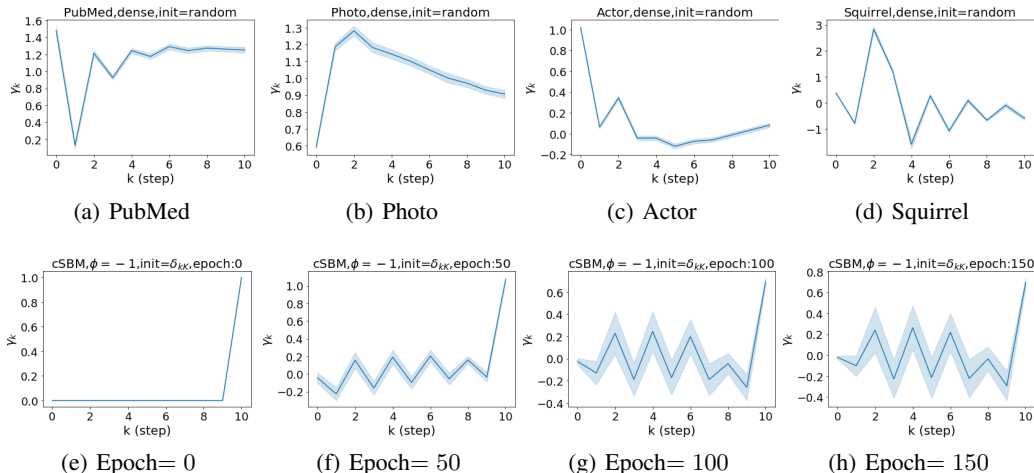 PubMed,dense,init=random
Photo,dense,init=random
Actor,dense,init=random
Squirrel,dense,init=random
1.6
1.4
1.2
1.0
0.8
0.6
0.4
0.2
γk
0 2 4 6 8 10
k (step)
1.3
1.2
1.1
1.0
0.9
0.8
0.7
0.6
γk
0 2 4 6 8 10
k (step)
1.0
0.8
0.6
0.4
0.2
0.0
−0.2
γk
0 2 4 6 8 10
k (step)
3
2
1
0
−1
γk
0 2 4 6 8 10
k (step)
(a) PubMed
(b) Photo
(c) Actor
(d) Squirrel
cSBM,ϕ = −1,init=δkK,epoch:0
cSBM,ϕ = −1,init=δkK,epoch:50
cSBM,ϕ = −1,init=δkK,epoch:100
cSBM,ϕ = −1,init=δkK,epoch:150
1.0
0.8
0.6
0.4
0.2
0.0
γk
0 2 4 6 8 10
k (step)
1.0
0.8
0.6
0.4
0.2
0.0
−0.2
γk
0 2 4 6 8 10
k (step)
0.6
0.4
0.2
0.0
−0.2
−0.4
γk
0 2 4 6 8 10
k (step)
0.8
0.6
0.4
0.2
0.0
−0.2
−0.4
γk
0 2 4 6 8 10
k (step)
(e) Epoch= 0
(f) Epoch= 50
(g) Epoch= 100
(h) Epoch= 150